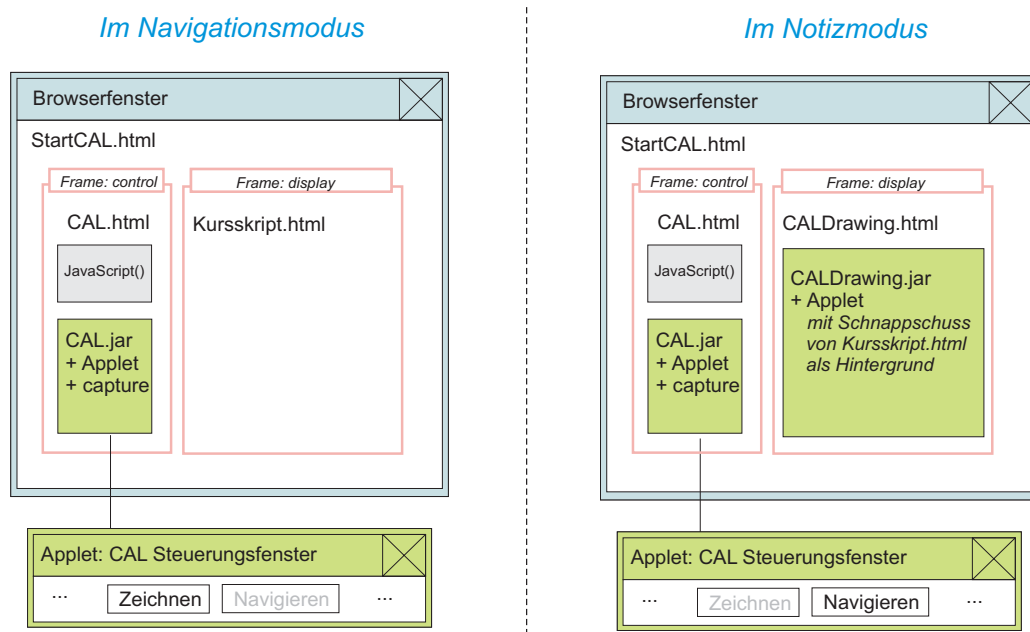 Im Navigationsmodus
Browserfenster
StartCAL.html
Frame: control
Frame: display
CAL.html
Kursskript.html
JavaScript()
CAL.jar
+ Applet
+ capture
Applet: CAL Steuerungsfenster
... Zeichnen Navigieren ...
Im Notizmodus
Browserfenster
StartCAL.html
Frame: control
Frame: display
CAL.html
CALDrawing.html
JavaScript()
CAL.jar
+ Applet
+ capture
CALDrawing.jar
+ Applet
mit Schnappschuss
von Kursskript.html
als Hintergrund
Applet: CAL Steuerungsfenster
... Zeichnen Navigieren ...